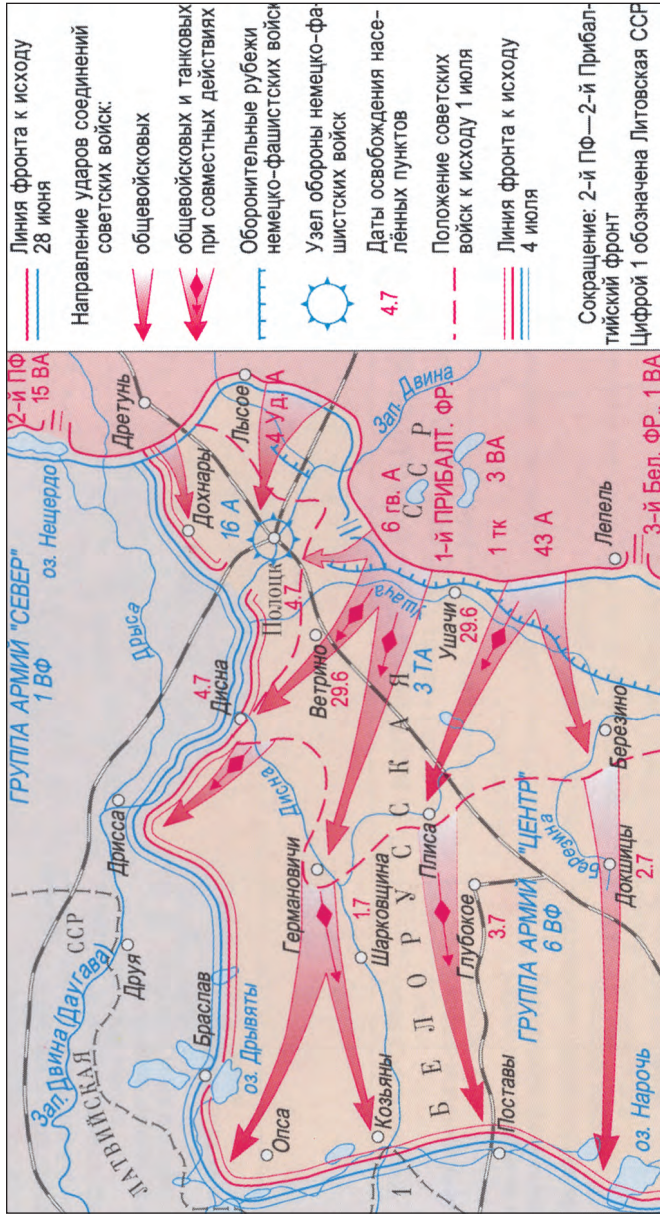 2-й ПФ
15 ВА
ГРУППА АРМИЙ "СЕВЕР"
1 ВФ
оз. Нещердо
Дретунь
Дрыса
Дохнары
Лысое
16 А
4 Уд. А
Зап. Двина
Полоцк
4.7
4.7
Дисна
Дрисса
ЛАТВИЙСКАЯ
ССР
Зап. Двина (Даугава)
Друя
Браслав
оз. Дрывяты
Опса
Ветрино
29.6
Ушача
6 гв. А
1-й ПРИБАЛТ. ФР.
3 ВА
Дисна
Германовичи
1.7
Шарковщина
Козьяны
3 ТА
Ушачи
29.6
1 тк
43 А
БЕЛОРУССКАЯ
ССР
1
Плиса
Глубокое
3.7
Поставы
ГРУППА АРМИЙ "ЦЕНТР"
6 ВФ
Лепель
Березино
Березина
Докшицы
2.7
оз. Нарочь
3-й Бел. ФР.
1 ВА
Линия фронта к исходу
28 июня
Направление ударов соединений
советских войск:
общевойсковых
общевойсковых и танковых
при совместных действиях
Оборонительные рубежи
немецко-фашистских войск
Узел обороны немецко-фа-
шистских войск
4.7
Даты освобождения насе-
лённых пунктов
Положение советских
войск к исходу 1 июля
Линия фронта к исходу
4 июля
Сокращение: 2-й ПФ—2-й Прибал-
тийский фронт
Цифрой 1 обозначена Литовская ССР